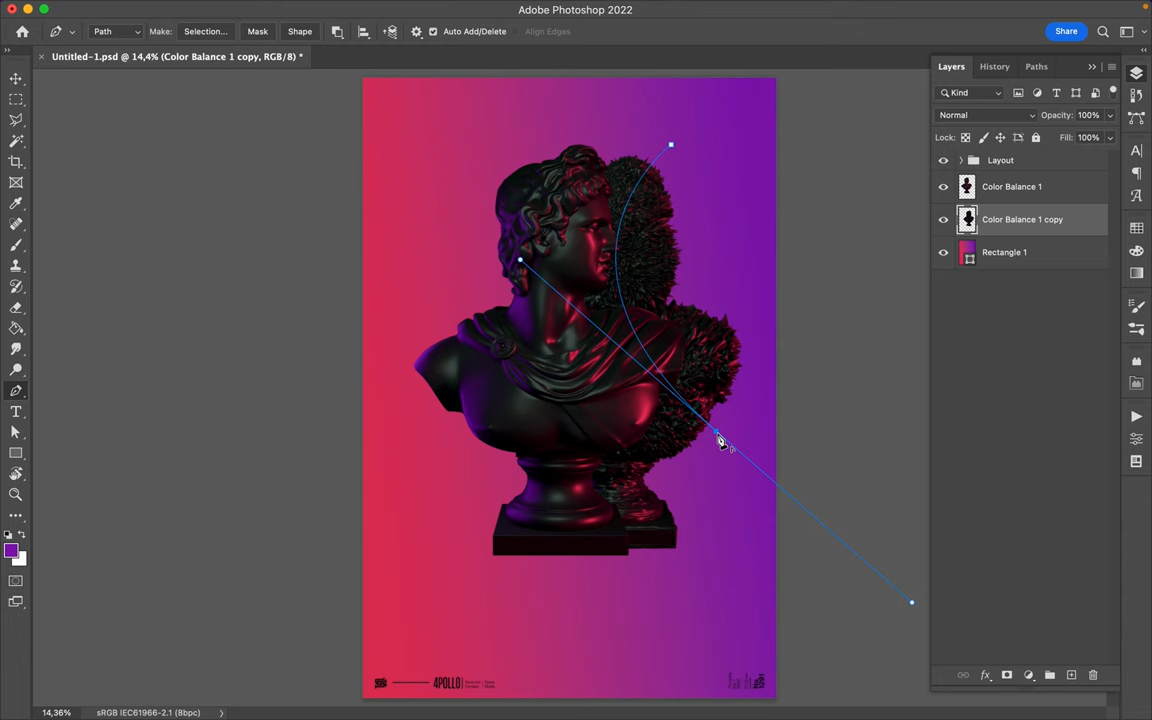 Adobe Photoshop 2022
Path Make: Selection... Mask Shape Auto Add/Delete Align Edges Share
Untitled-1.psd @ 14,4% (Color Balance 1 copy, RGB/8) *
Layers History Paths
Kind
Normal Opacity: 100%
Lock: Fill: 100%
Layout
Color Balance 1
Color Balance 1 copy
Rectangle 1
4POLLO
14,36% sRGB IEC61966-2.1 (8bpc)